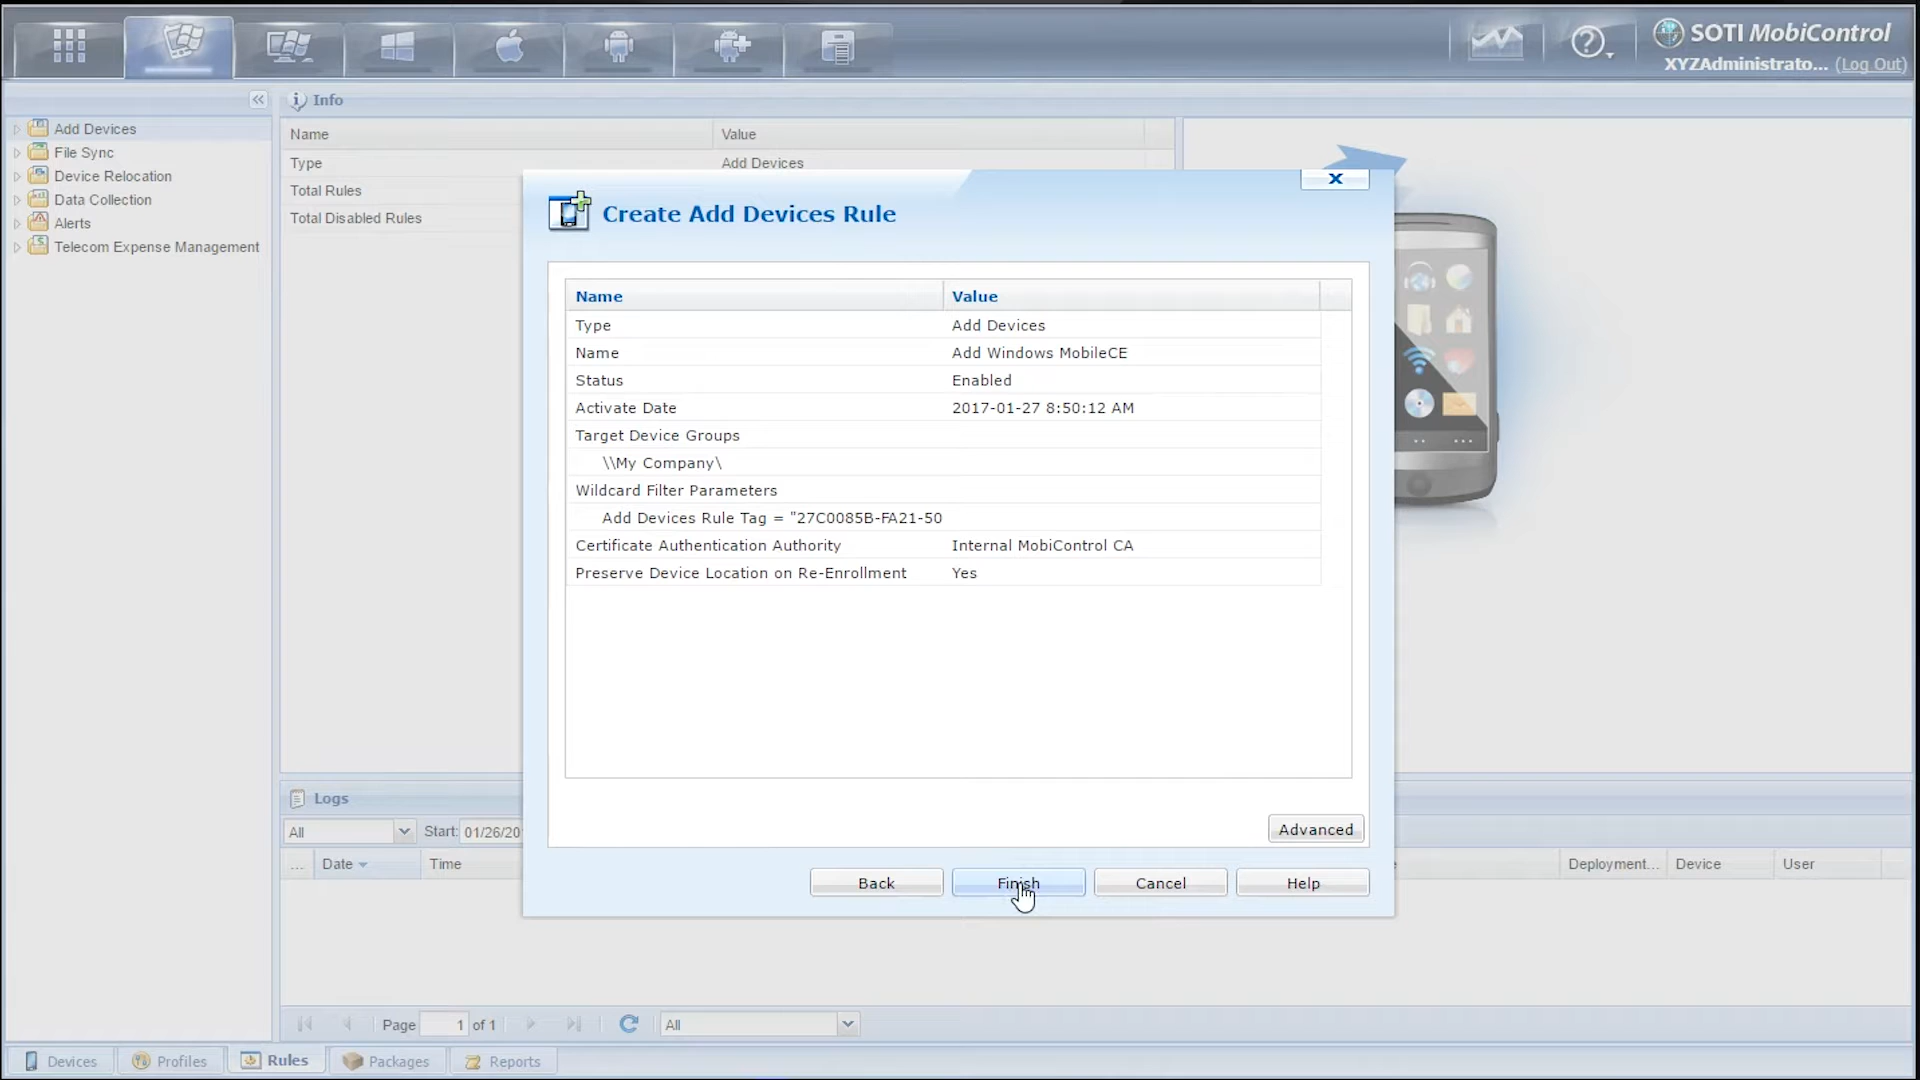 SOTI MobiControl
XYZAdministrato... (Log Out)
Info
Add Devices
File Sync
Device Relocation
Data Collection
Alerts
Telecom Expense Management
Name Value
Type Add Devices
Total Rules
Total Disabled Rules
x
Create Add Devices Rule
Name Value
Type Add Devices
Name Add Windows MobileCE
Status Enabled
Activate Date 2017-01-27 8:50:12 AM
Target Device Groups
\\My Company\
Wildcard Filter Parameters
Add Devices Rule Tag = "27C0085B-FA21-50
Certificate Authentication Authority Internal MobiControl CA
Preserve Device Location on Re-Enrollment Yes
Advanced
Back Finish Cancel Help
Logs
All Start: 01/26/20
... Date Time Deployment... Device User
Page 1 of 1 All
Devices Profiles Rules Packages Reports